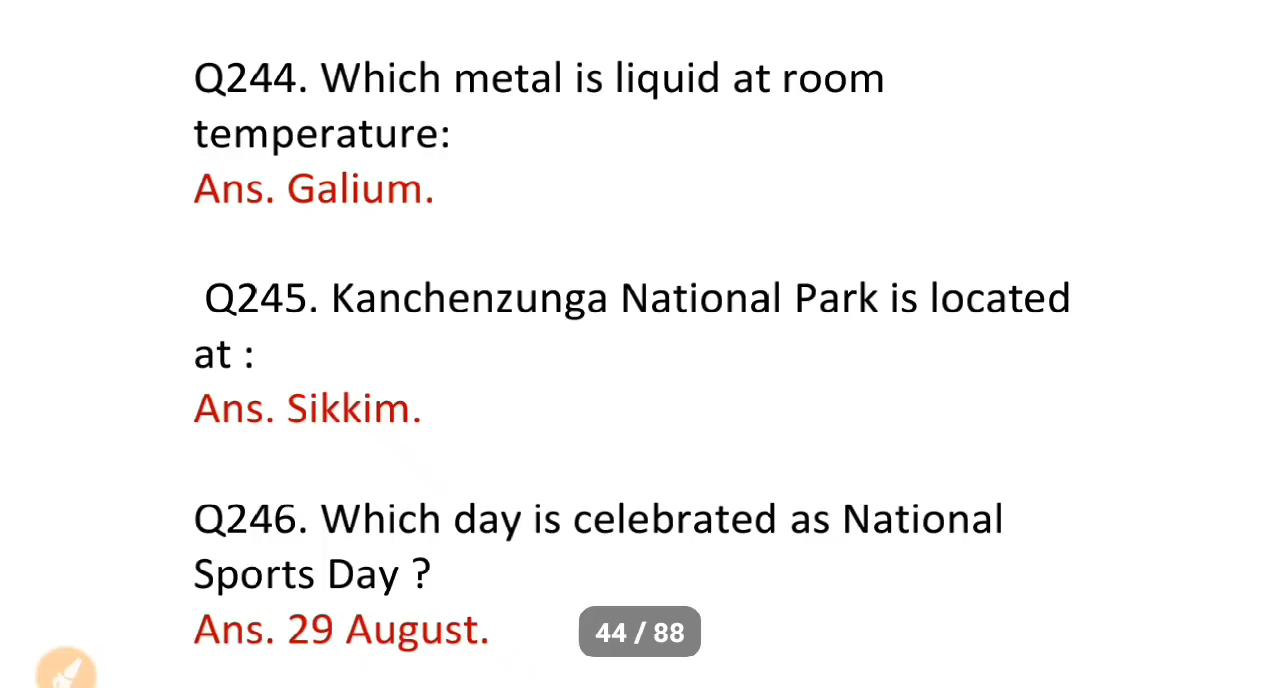 Q244. Which metal is liquid at room
temperature:
Ans. Galium.
Q245. Kanchenzunga National Park is located
at :
Ans. Sikkim.
Q246. Which day is celebrated as National
Sports Day ?
Ans. 29 August.
44 / 88